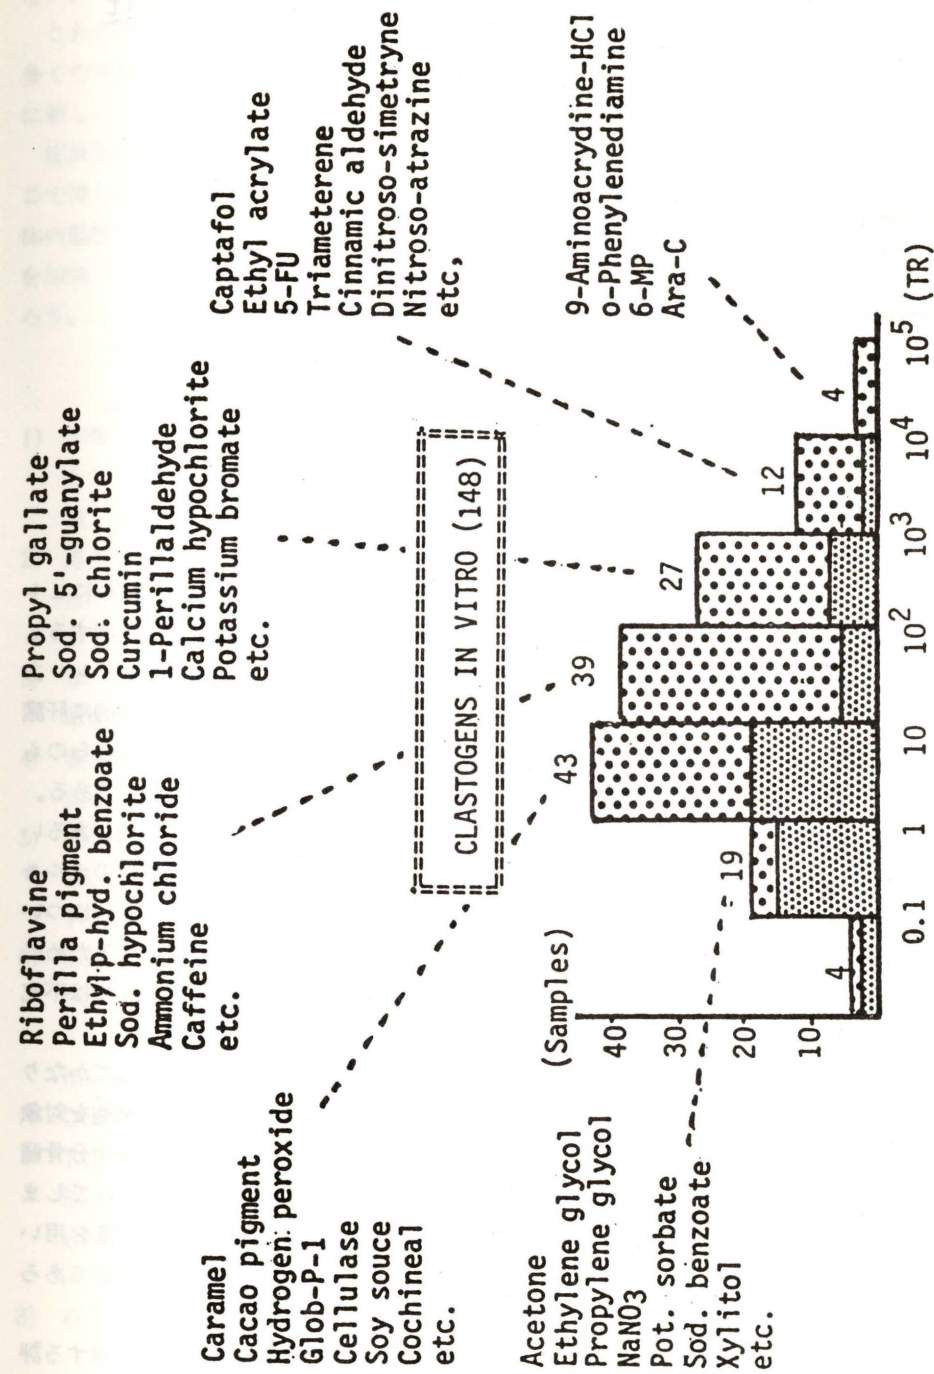 Riboflavine
Perilla pigment
Ethyl p-hyd. benzoate
Sod. hypochlorite
Ammonium chloride
Caffeine
etc.
Propyl gallate
Sod. 5'-guanylate
Sod. chlorite
Curcumin
1-Perillaldehyde
Calcium hypochlorite
Potassium bromate
etc.
Captafol
Ethyl acrylate
5-FU
Triameterene
Cinnamic aldehyde
Dinitroso-simetryne
Nitroso-atrazine
etc,
Caramel
Cacao pigment
Hydrogen peroxide
Glob-P-1
Cellulase
Soy souce
Cochineal
etc.
CLASTOGENS IN VITRO (148)
9-Aminoacrydine-HCl
o-Phenylenediamine
6-MP
Ara-C
Acetone
Ethylene glycol
Propylene glycol
NaNO3
Pot. sorbate
Sod. benzoate
Xylitol
etc.
(Samples)
40
30
20
10
4
19
43
39
27
12
4
0.1 1 10 10² 10³ 10⁴ 10⁵ (TR)